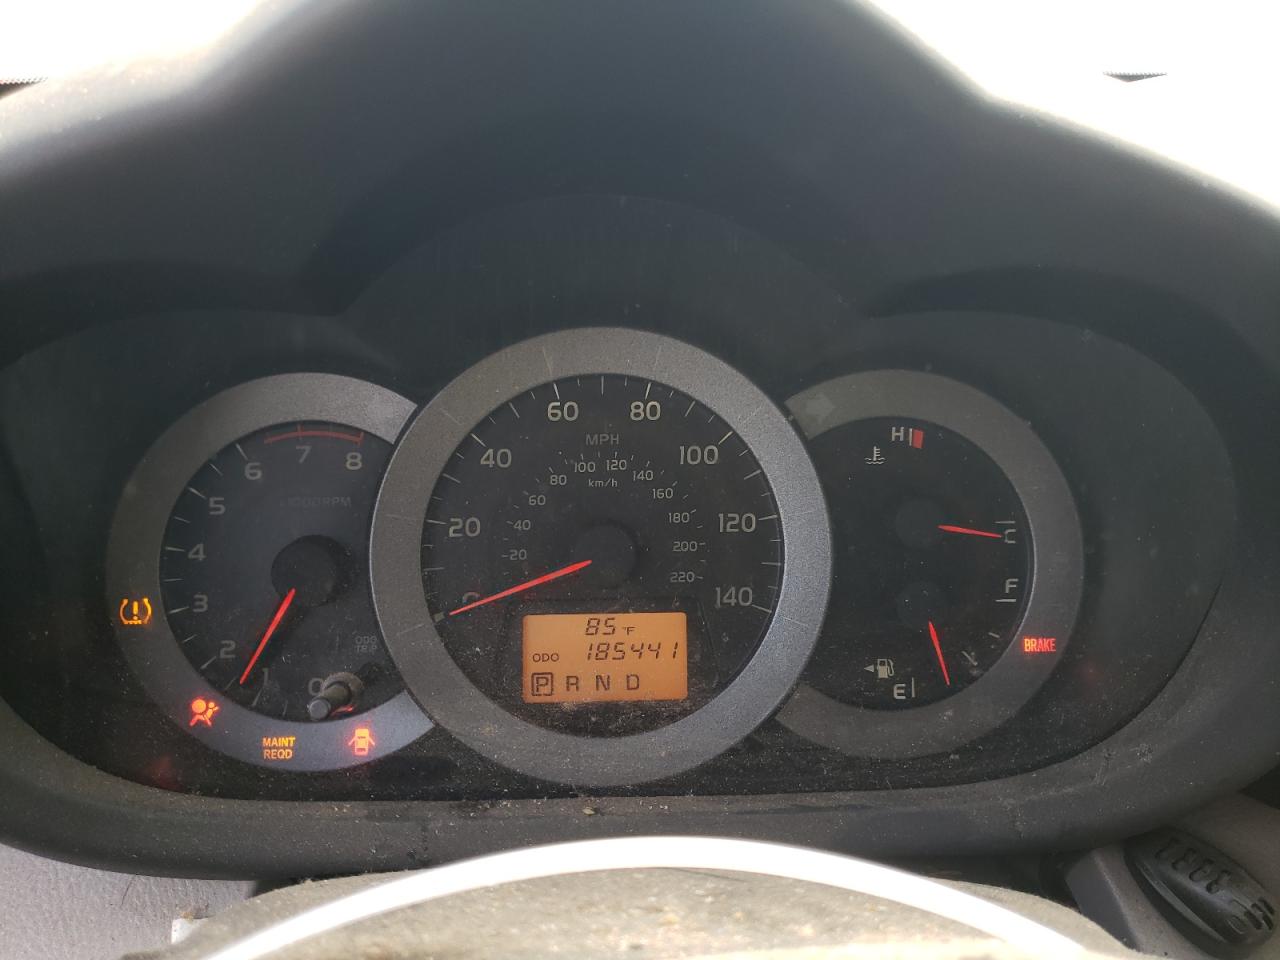 H
60 80
MPH
8
7
6
40 100
80 100 120 140
x1000RPM
km/h
5
60 160
20 120
40 180
C
4
20 200
F
220
3
0 140
85°F
BRAKE
ODO
TRIP
2
ODO 185441
1
0
P R N D
E
MAINT
REQD